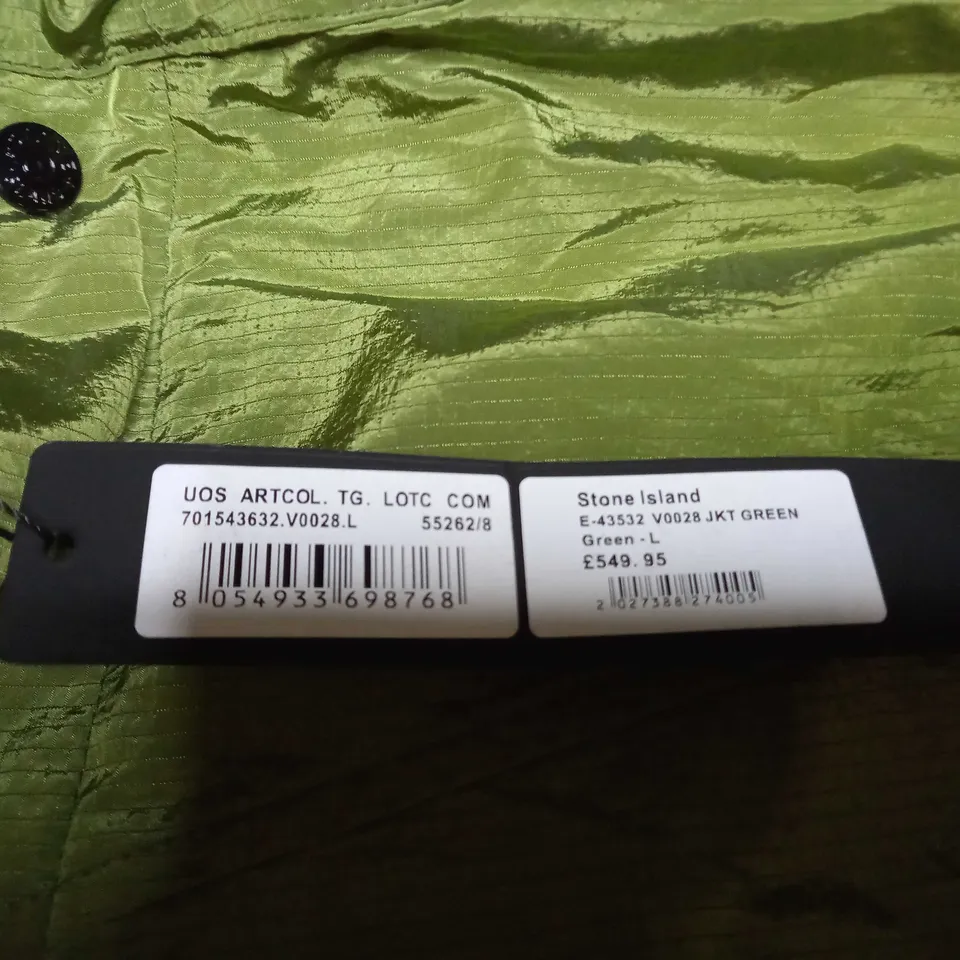 UOS ARTCOL. TG. LOTC COM
701543632.V0028.L 55262/8
8 054933 698768
Stone Island
E-43532 V0028 JKT GREEN
Green - L
£549.95
2 027388 274005